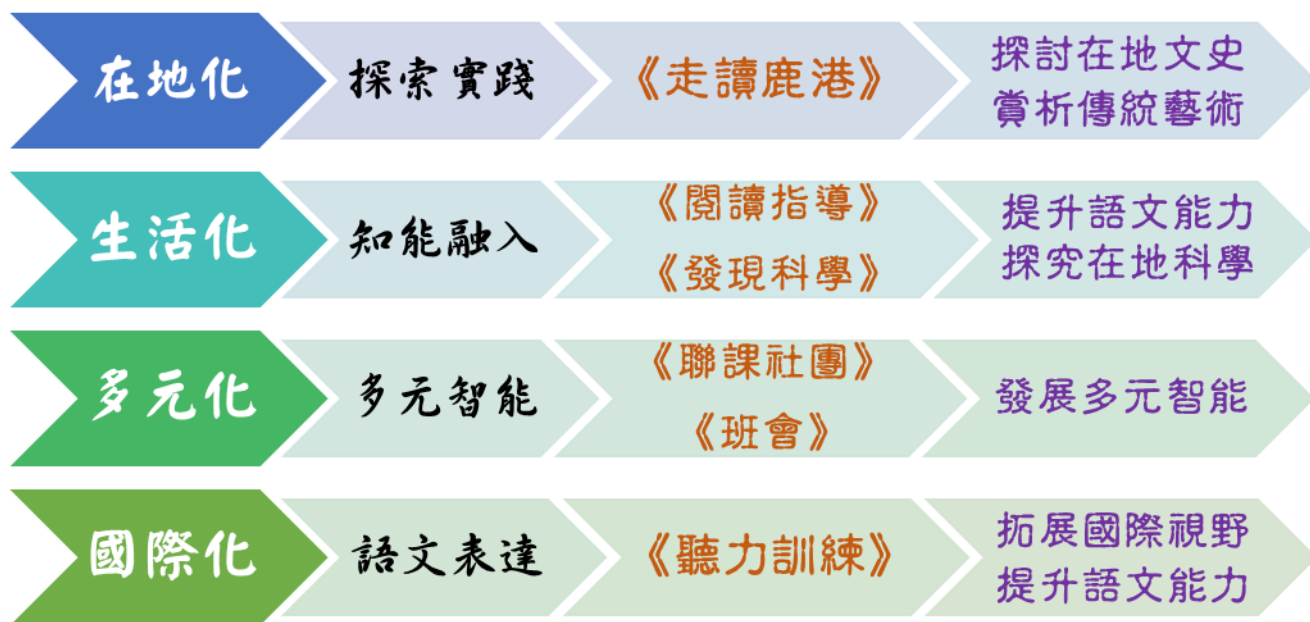 在地化
探索實踐
《走讀鹿港》
探討在地文史
賞析傳統藝術
生活化
知能融入
《閱讀指導》
《發現科學》
提升語文能力
探究在地科學
多元化
多元智能
《聯課社團》
《班會》
發展多元智能
國際化
語文表達
《聽力訓練》
拓展國際視野
提升語文能力